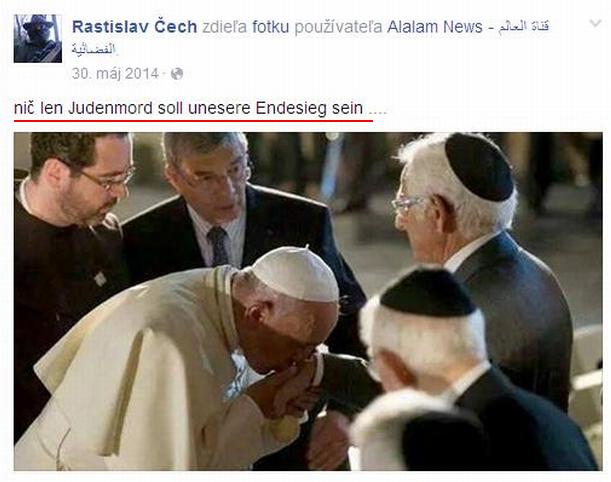 Rastislav Čech zdieľa fotku používateľa Alalam News - قناة العالم
الفضائية.
30. máj 2014 ·
nič len Judenmord soll unesere Endesieg sein ....